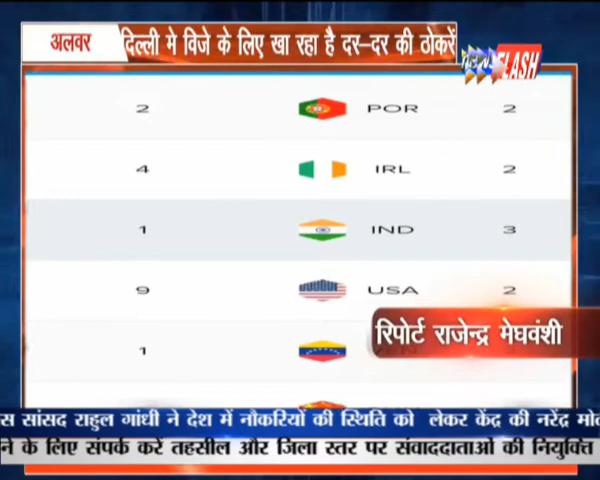 अलवर दिल्ली मे विजे के लिए खा रहा है दर-दर की ठोकरें
NEWS FLASH
2 POR 2
4 IRL 2
1 IND 3
9 USA 2
1
रिपोर्ट राजेन्द्र मेघवंशी
स सांसद राहुल गांधी ने देश में नौकरियों की स्थिति को लेकर केंद्र की नरेंद्र मोद
ने के लिए संपर्क करें तहसील और जिला स्तर पर संवाददाताओं की नियुक्ति